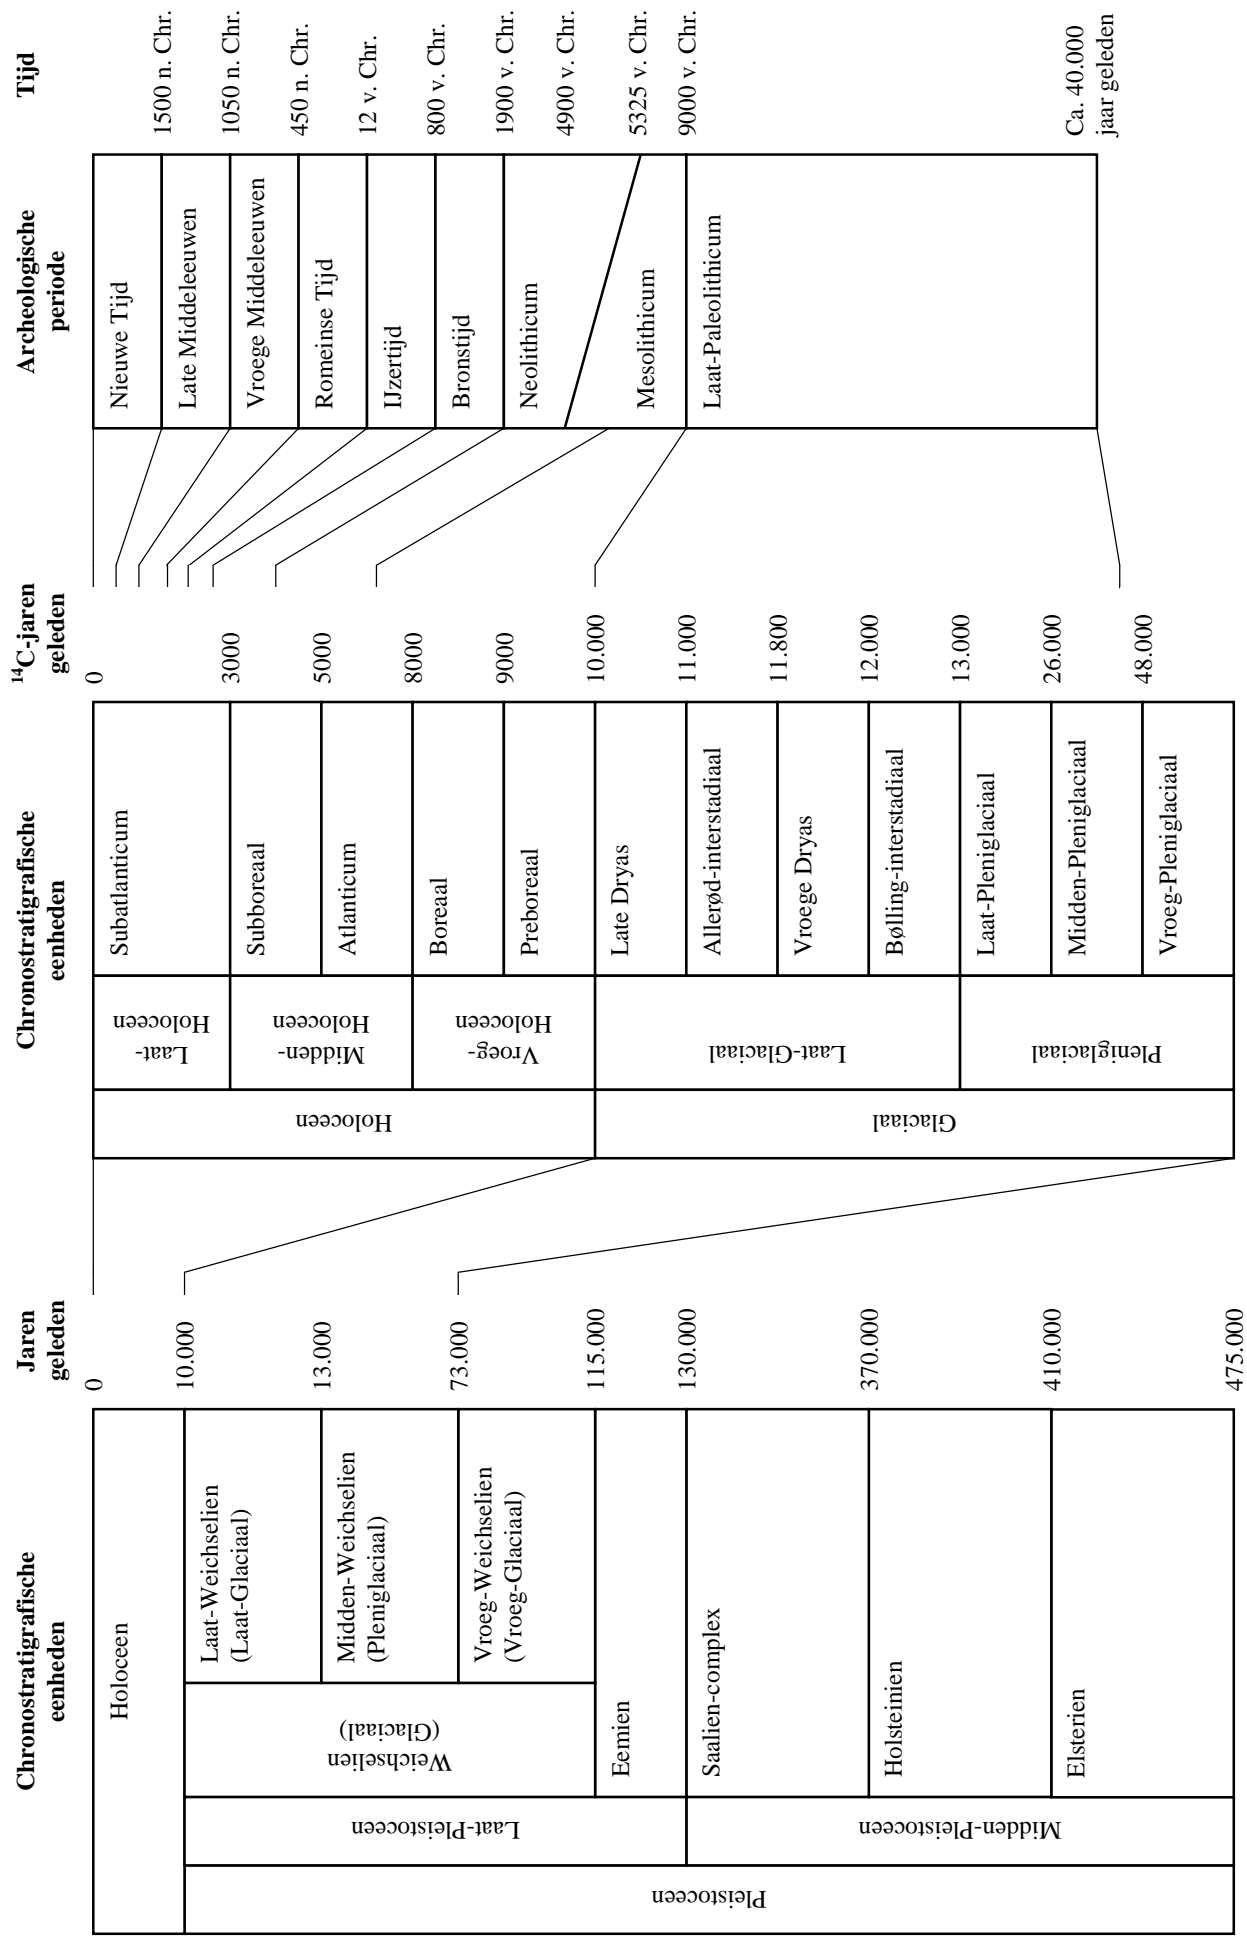 Chronostratigrafische
eenheden
Jaren
geleden
Chronostratigrafische
eenheden
¹⁴C-jaren
geleden
Archeologische
periode
Tijd
Holoceen
Pleistoceen
Laat-Pleistoceen
Midden-Pleistoceen
Weichselien
(Glaciaal)
Laat-Weichselien
(Laat-Glaciaal)
Midden-Weichselien
(Pleniglaciaal)
Vroeg-Weichselien
(Vroeg-Glaciaal)
Eemien
Saalien-complex
Holsteinien
Elsterien
0
10.000
13.000
73.000
115.000
130.000
370.000
410.000
475.000
Holoceen
Glaciaal
Laat-
Holoceen
Midden-
Holoceen
Vroeg-
Holoceen
Laat-Glaciaal
Pleniglaciaal
Subatlanticum
Subboreaal
Atlanticum
Boreaal
Preboreaal
Late Dryas
Allerød-interstadiaal
Vroege Dryas
Bølling-interstadiaal
Laat-Pleniglaciaal
Midden-Pleniglaciaal
Vroeg-Pleniglaciaal
0
3000
5000
8000
9000
10.000
11.000
11.800
12.000
13.000
26.000
48.000
Nieuwe Tijd
Late Middeleeuwen
Vroege Middeleeuwen
Romeinse Tijd
IJzertijd
Bronstijd
Neolithicum
Mesolithicum
Laat-Paleolithicum
1500 n. Chr.
1050 n. Chr.
450 n. Chr.
12 v. Chr.
800 v. Chr.
1900 v. Chr.
4900 v. Chr.
5325 v. Chr.
9000 v. Chr.
Ca. 40.000
jaar geleden